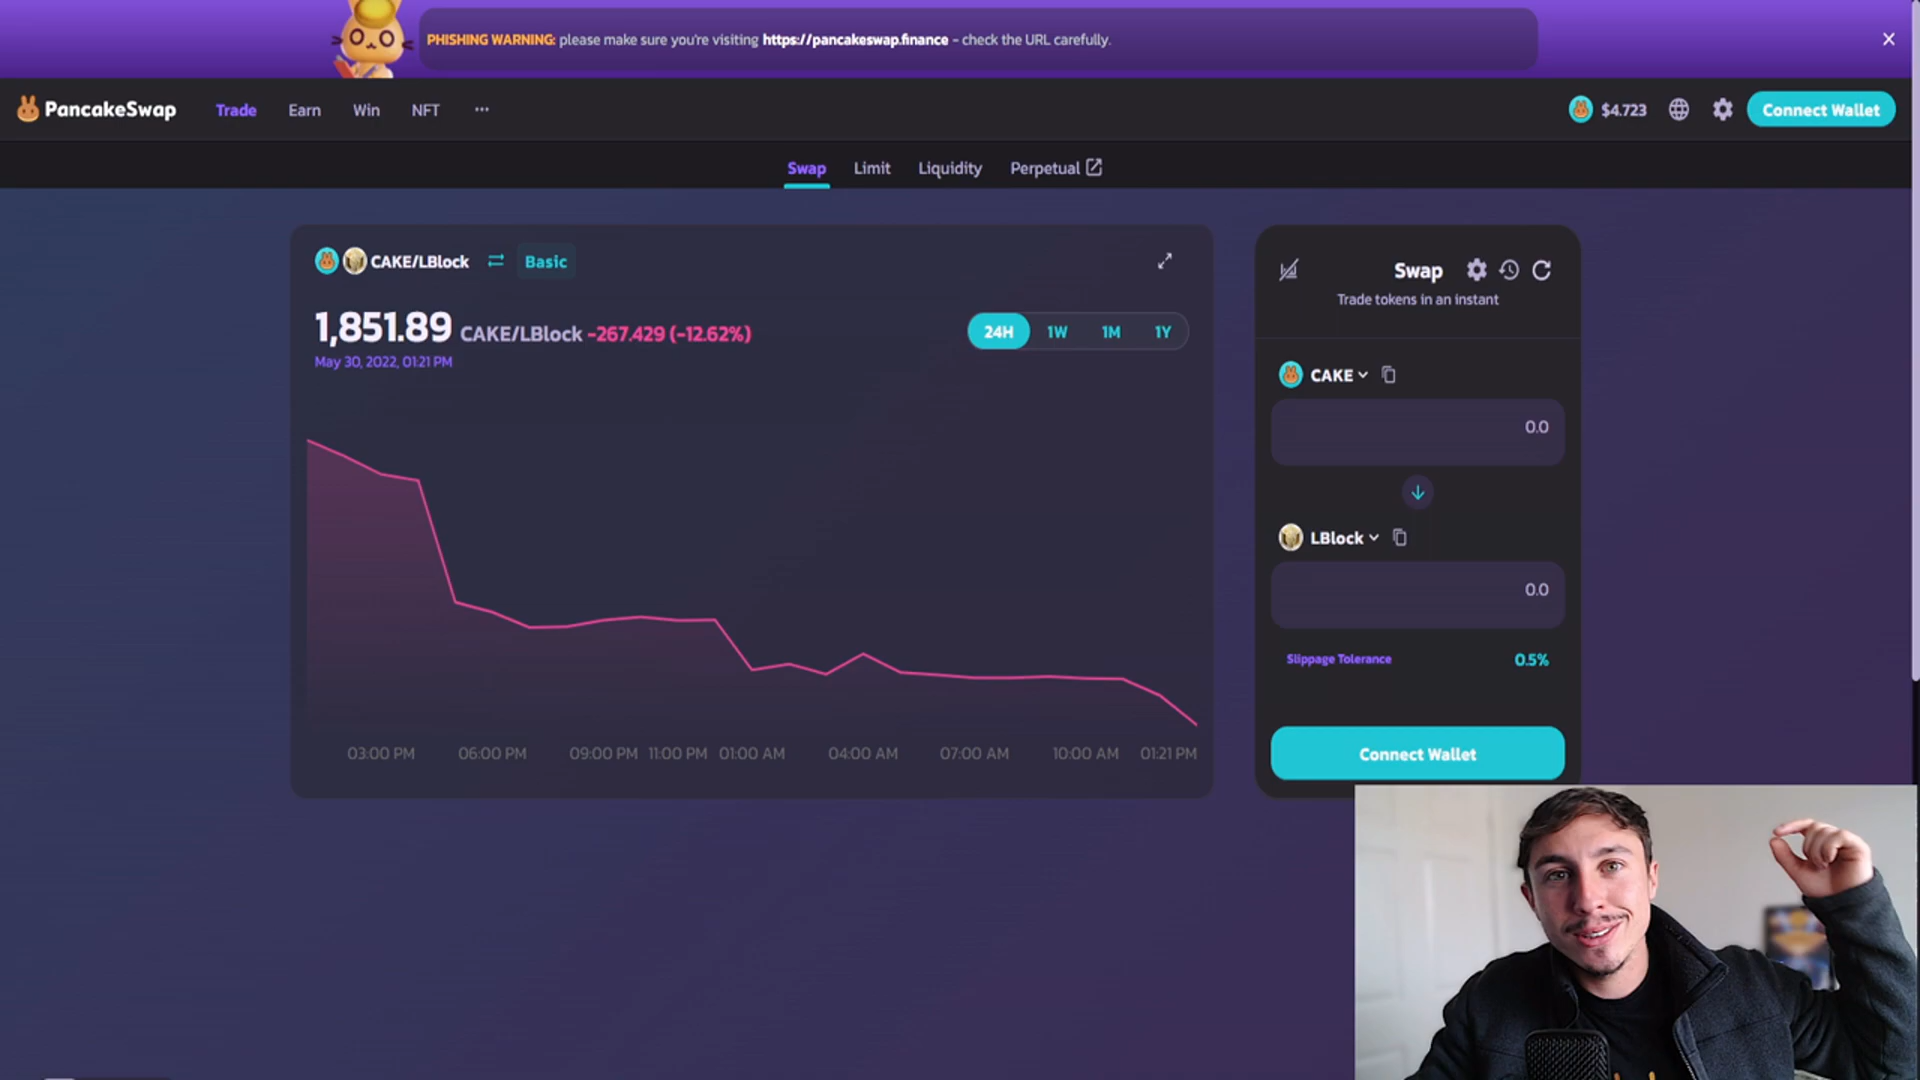 PHISHING WARNING: please make sure you're visiting https://pancakeswap.finance - check the URL carefully.
PancakeSwap Trade Earn Win NFT ··· $4.723 Connect Wallet
Swap Limit Liquidity Perpetual
CAKE/LBlock Basic
1,851.89 CAKE/LBlock -267.429 (-12.62%)
May 30, 2022, 01:21 PM
24H 1W 1M 1Y
03:00 PM 06:00 PM 09:00 PM 11:00 PM 01:00 AM 04:00 AM 07:00 AM 10:00 AM 01:21 PM
Swap
Trade tokens in an instant
CAKE
0.0
LBlock
0.0
Slippage Tolerance 0.5%
Connect Wallet